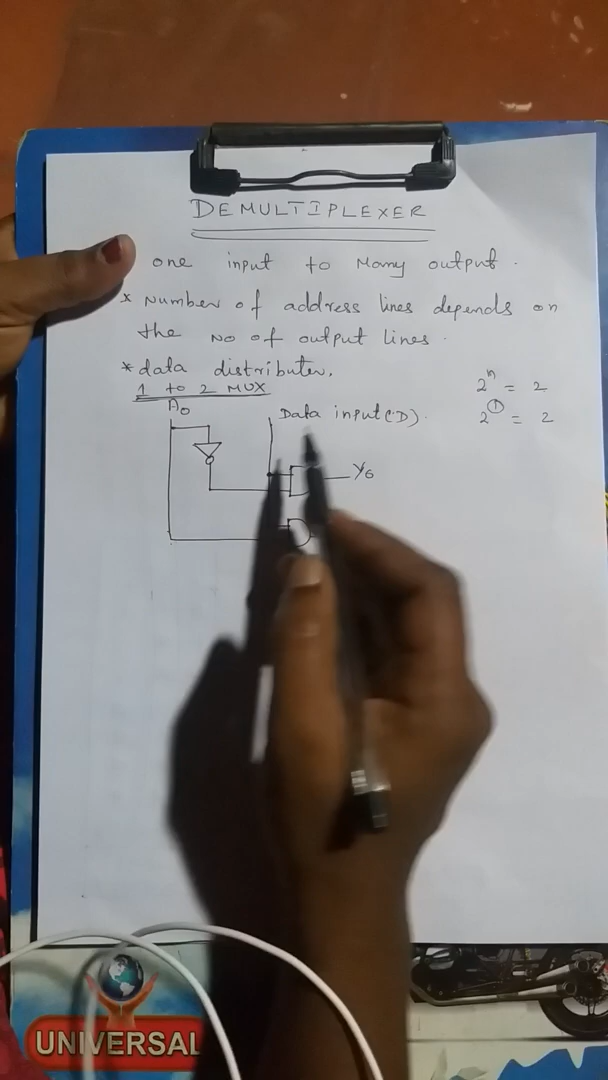 DEMULTIPLEXER
one input to Many output.
* Number of address lines depends on
the No of output lines.
* data distributer.
1 to 2 MUX
2ⁿ = 2
2① = 2
A₀
Data input (D).
Y₀
UNIVERSAL